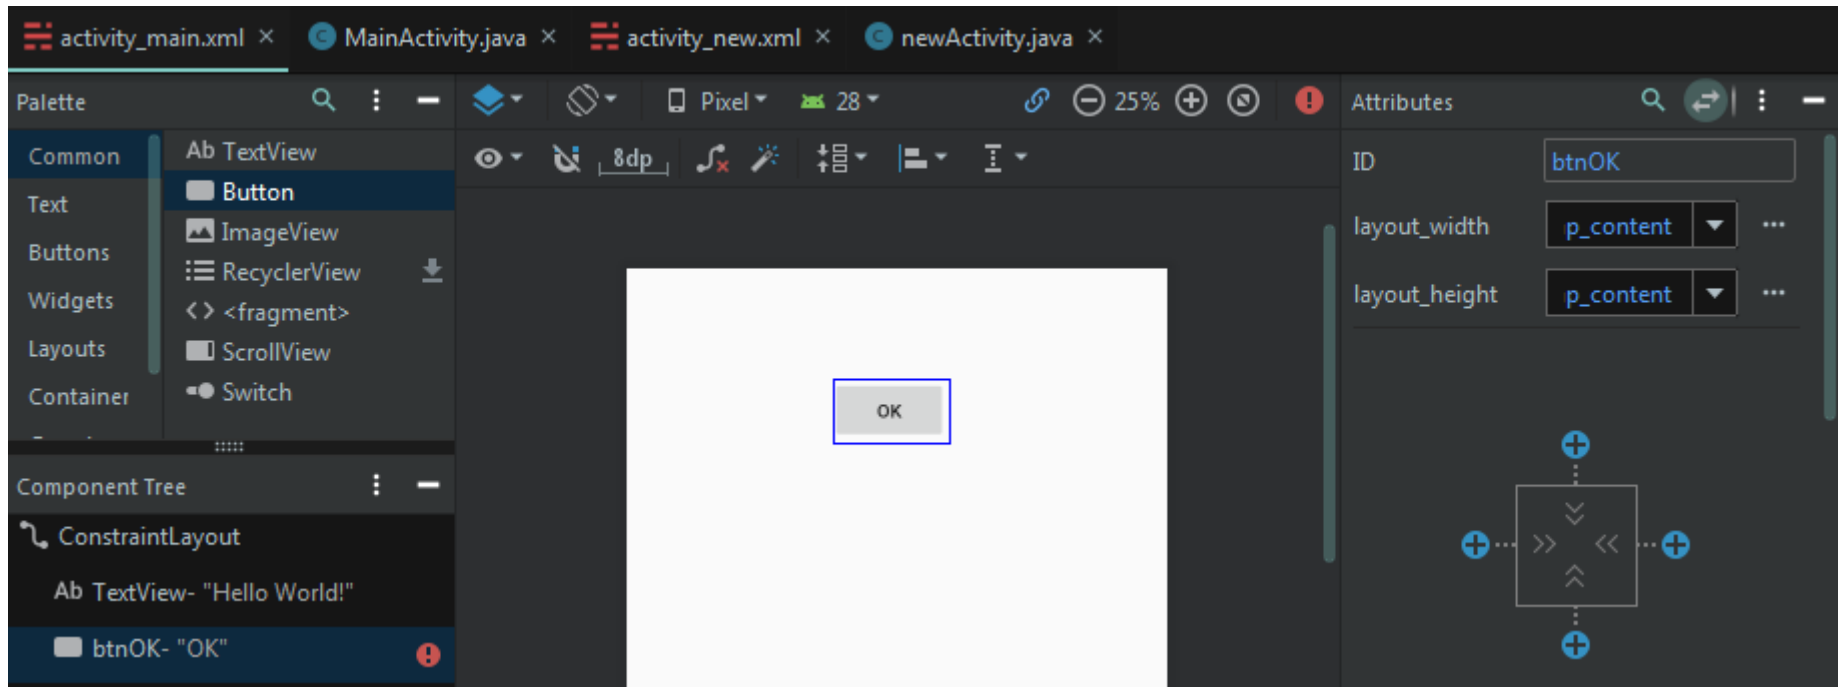 activity_main.xml × MainActivity.java × activity_new.xml × newActivity.java ×
Palette
Pixel 28 25%
Attributes
Common
Text
Buttons
Widgets
Layouts
Container
Ab TextView
Button
ImageView
RecyclerView
<fragment>
ScrollView
Switch
8dp
ID btnOK
layout_width p_content
layout_height p_content
OK
Component Tree
ConstraintLayout
Ab TextView- "Hello World!"
btnOK- "OK"